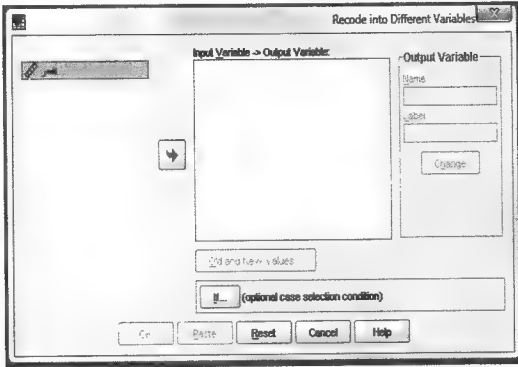 Recode into Different Variables
Input Variable -> Output Variable:
Output Variable
Name
Label
Change
Old and New Values
If...
(optional case selection condition)
OK
Paste
Reset
Cancel
Help